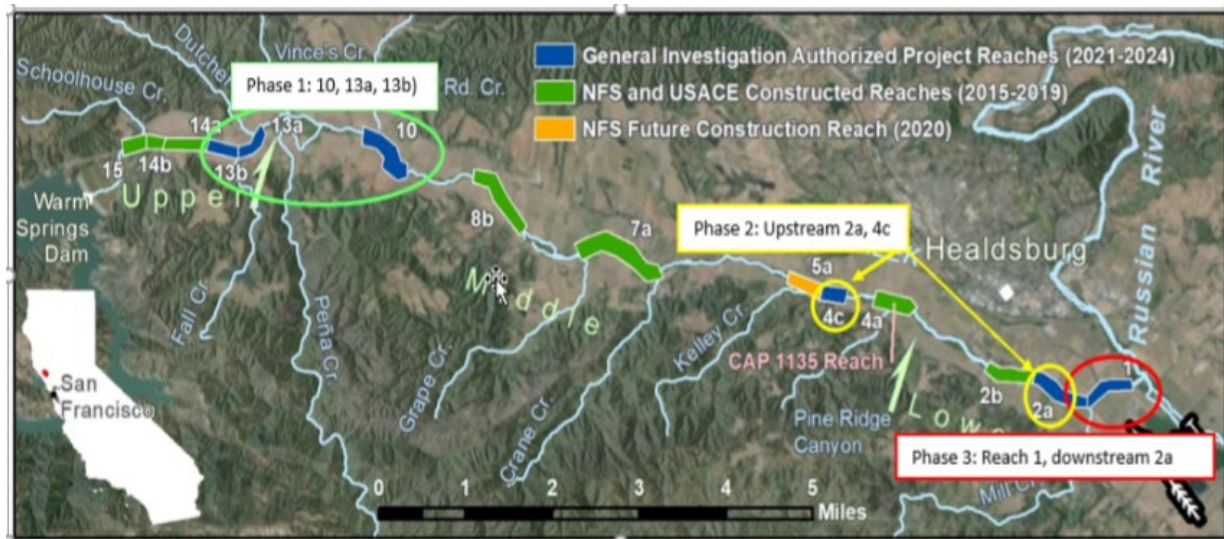 Schoolhouse Cr.
Dutcher
Vince's Cr.
Rd. Cr.
Phase 1: 10, 13a, 13b)
General Investigation Authorized Project Reaches (2021-2024)
NFS and USACE Constructed Reaches (2015-2019)
NFS Future Construction Reach (2020)
14a
13a
10
15
14b
13b
Upper
Warm
Springs
Dam
Fall Cr.
Peña Cr.
8b
7a
Middle
Grape Cr.
Crane Cr.
Kelley Cr.
Phase 2: Upstream 2a, 4c
Healdsburg
Russian River
5a
4c
4a
CAP 1135 Reach
2b
2a
1
Pine Ridge
Canyon
Phase 3: Reach 1, downstream 2a
Mill Cr.
San
Francisco
0 1 2 3 4 5
Miles